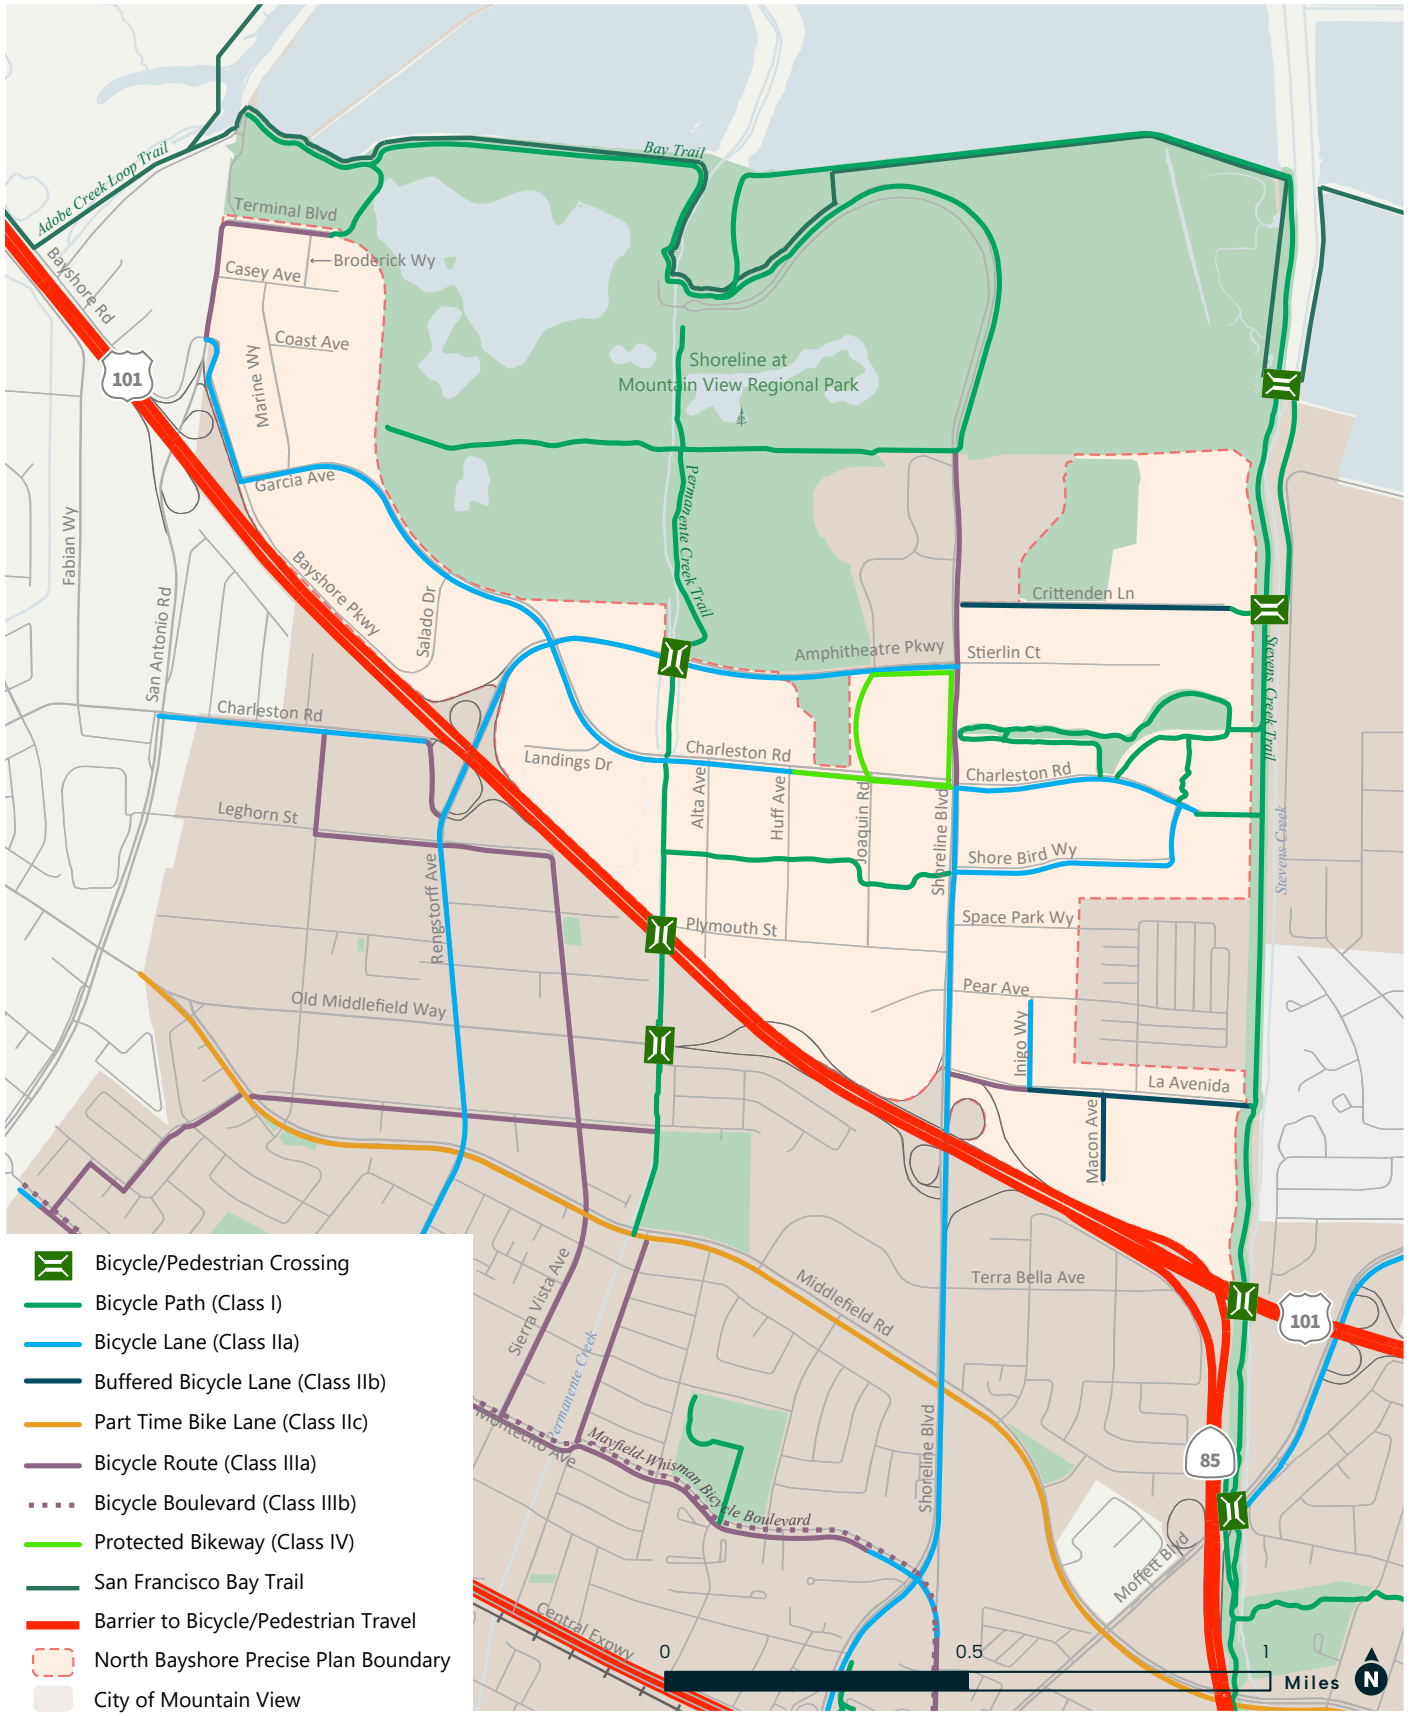 Bay Trail
Adobe Creek Loop Trail
Terminal Blvd
Broderick Wy
Bayshore Rd
Casey Ave
Coast Ave
Marine Wy
Shoreline at
Mountain View Regional Park
101
Garcia Ave
Permanente Creek Trail
Fabian Wy
Bayshore Pkwy
San Antonio Rd
Salado Dr
Crittenden Ln
Amphitheatre Pkwy
Stierlin Ct
Stevens Creek Trail
Charleston Rd
Landings Dr
Charleston Rd
Charleston Rd
Alta Ave
Huff Ave
Joaquin Rd
Shoreline Blvd
Leghorn St
Shore Bird Wy
Stevens Creek
Rengstorff Ave
Plymouth St
Space Park Wy
Old Middlefield Way
Pear Ave
Inigo Wy
La Avenida
Macon Ave
Sierra Vista Ave
Middlefield Rd
Terra Bella Ave
101
Permanente Creek
Montecito Ave
Mayfield-Whisman Bicycle Boulevard
Shoreline Blvd
85
Moffett Blvd
Central Expwy
Bicycle/Pedestrian Crossing
Bicycle Path (Class I)
Bicycle Lane (Class IIa)
Buffered Bicycle Lane (Class IIb)
Part Time Bike Lane (Class IIc)
Bicycle Route (Class IIIa)
Bicycle Boulevard (Class IIIb)
Protected Bikeway (Class IV)
San Francisco Bay Trail
Barrier to Bicycle/Pedestrian Travel
North Bayshore Precise Plan Boundary
City of Mountain View
0 0.5 1
Miles
N